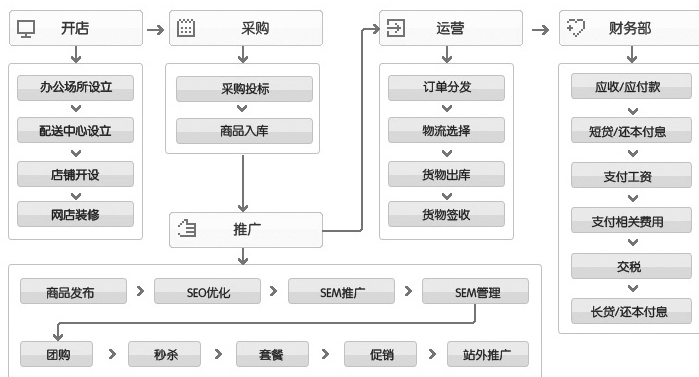 开店
采购
运营
财务部
办公场所设立
配送中心设立
店铺开设
网店装修
采购投标
商品入库
订单分发
物流选择
货物出库
货物签收
应收/应付款
短贷/还本付息
支付工资
支付相关费用
交税
长贷/还本付息
推广
商品发布
SEO优化
SEM推广
SEM管理
团购
秒杀
套餐
促销
站外推广